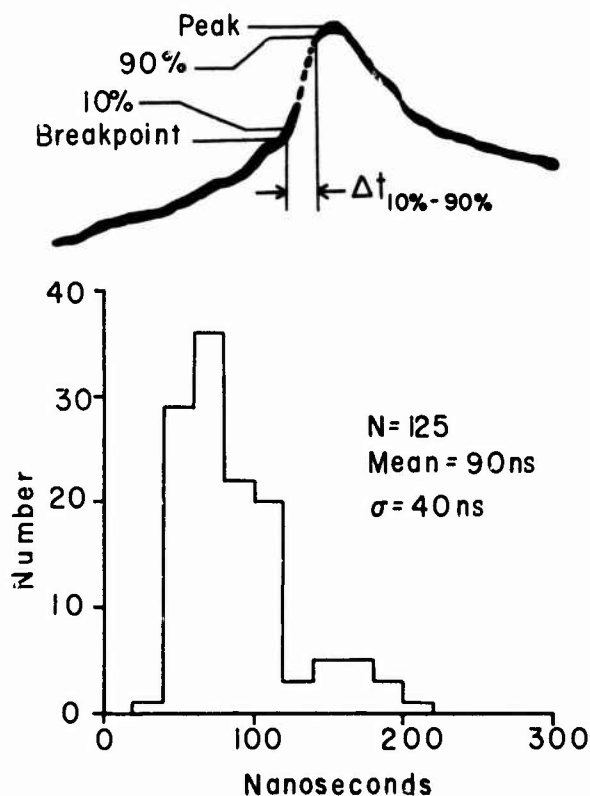 Peak
90%
10%
Breakpoint
Δt10%-90%
40
30
20
10
0
Number
N=125
Mean = 90ns
σ= 40ns
0
100
200
300
Nanoseconds